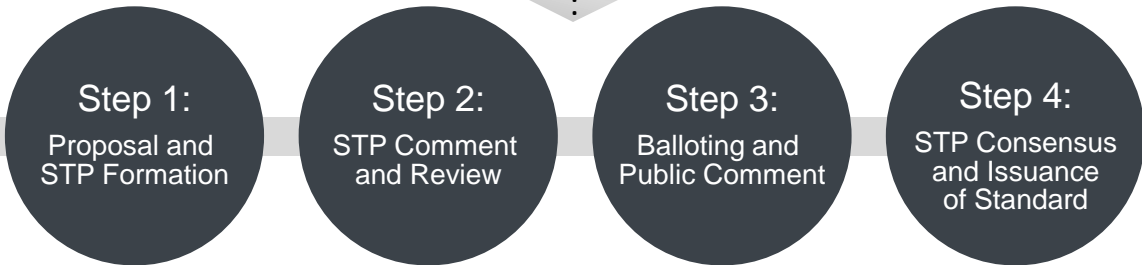 Step 1:
Proposal and
STP Formation
Step 2:
STP Comment
and Review
Step 3:
Balloting and
Public Comment
Step 4:
STP Consensus
and Issuance
of Standard